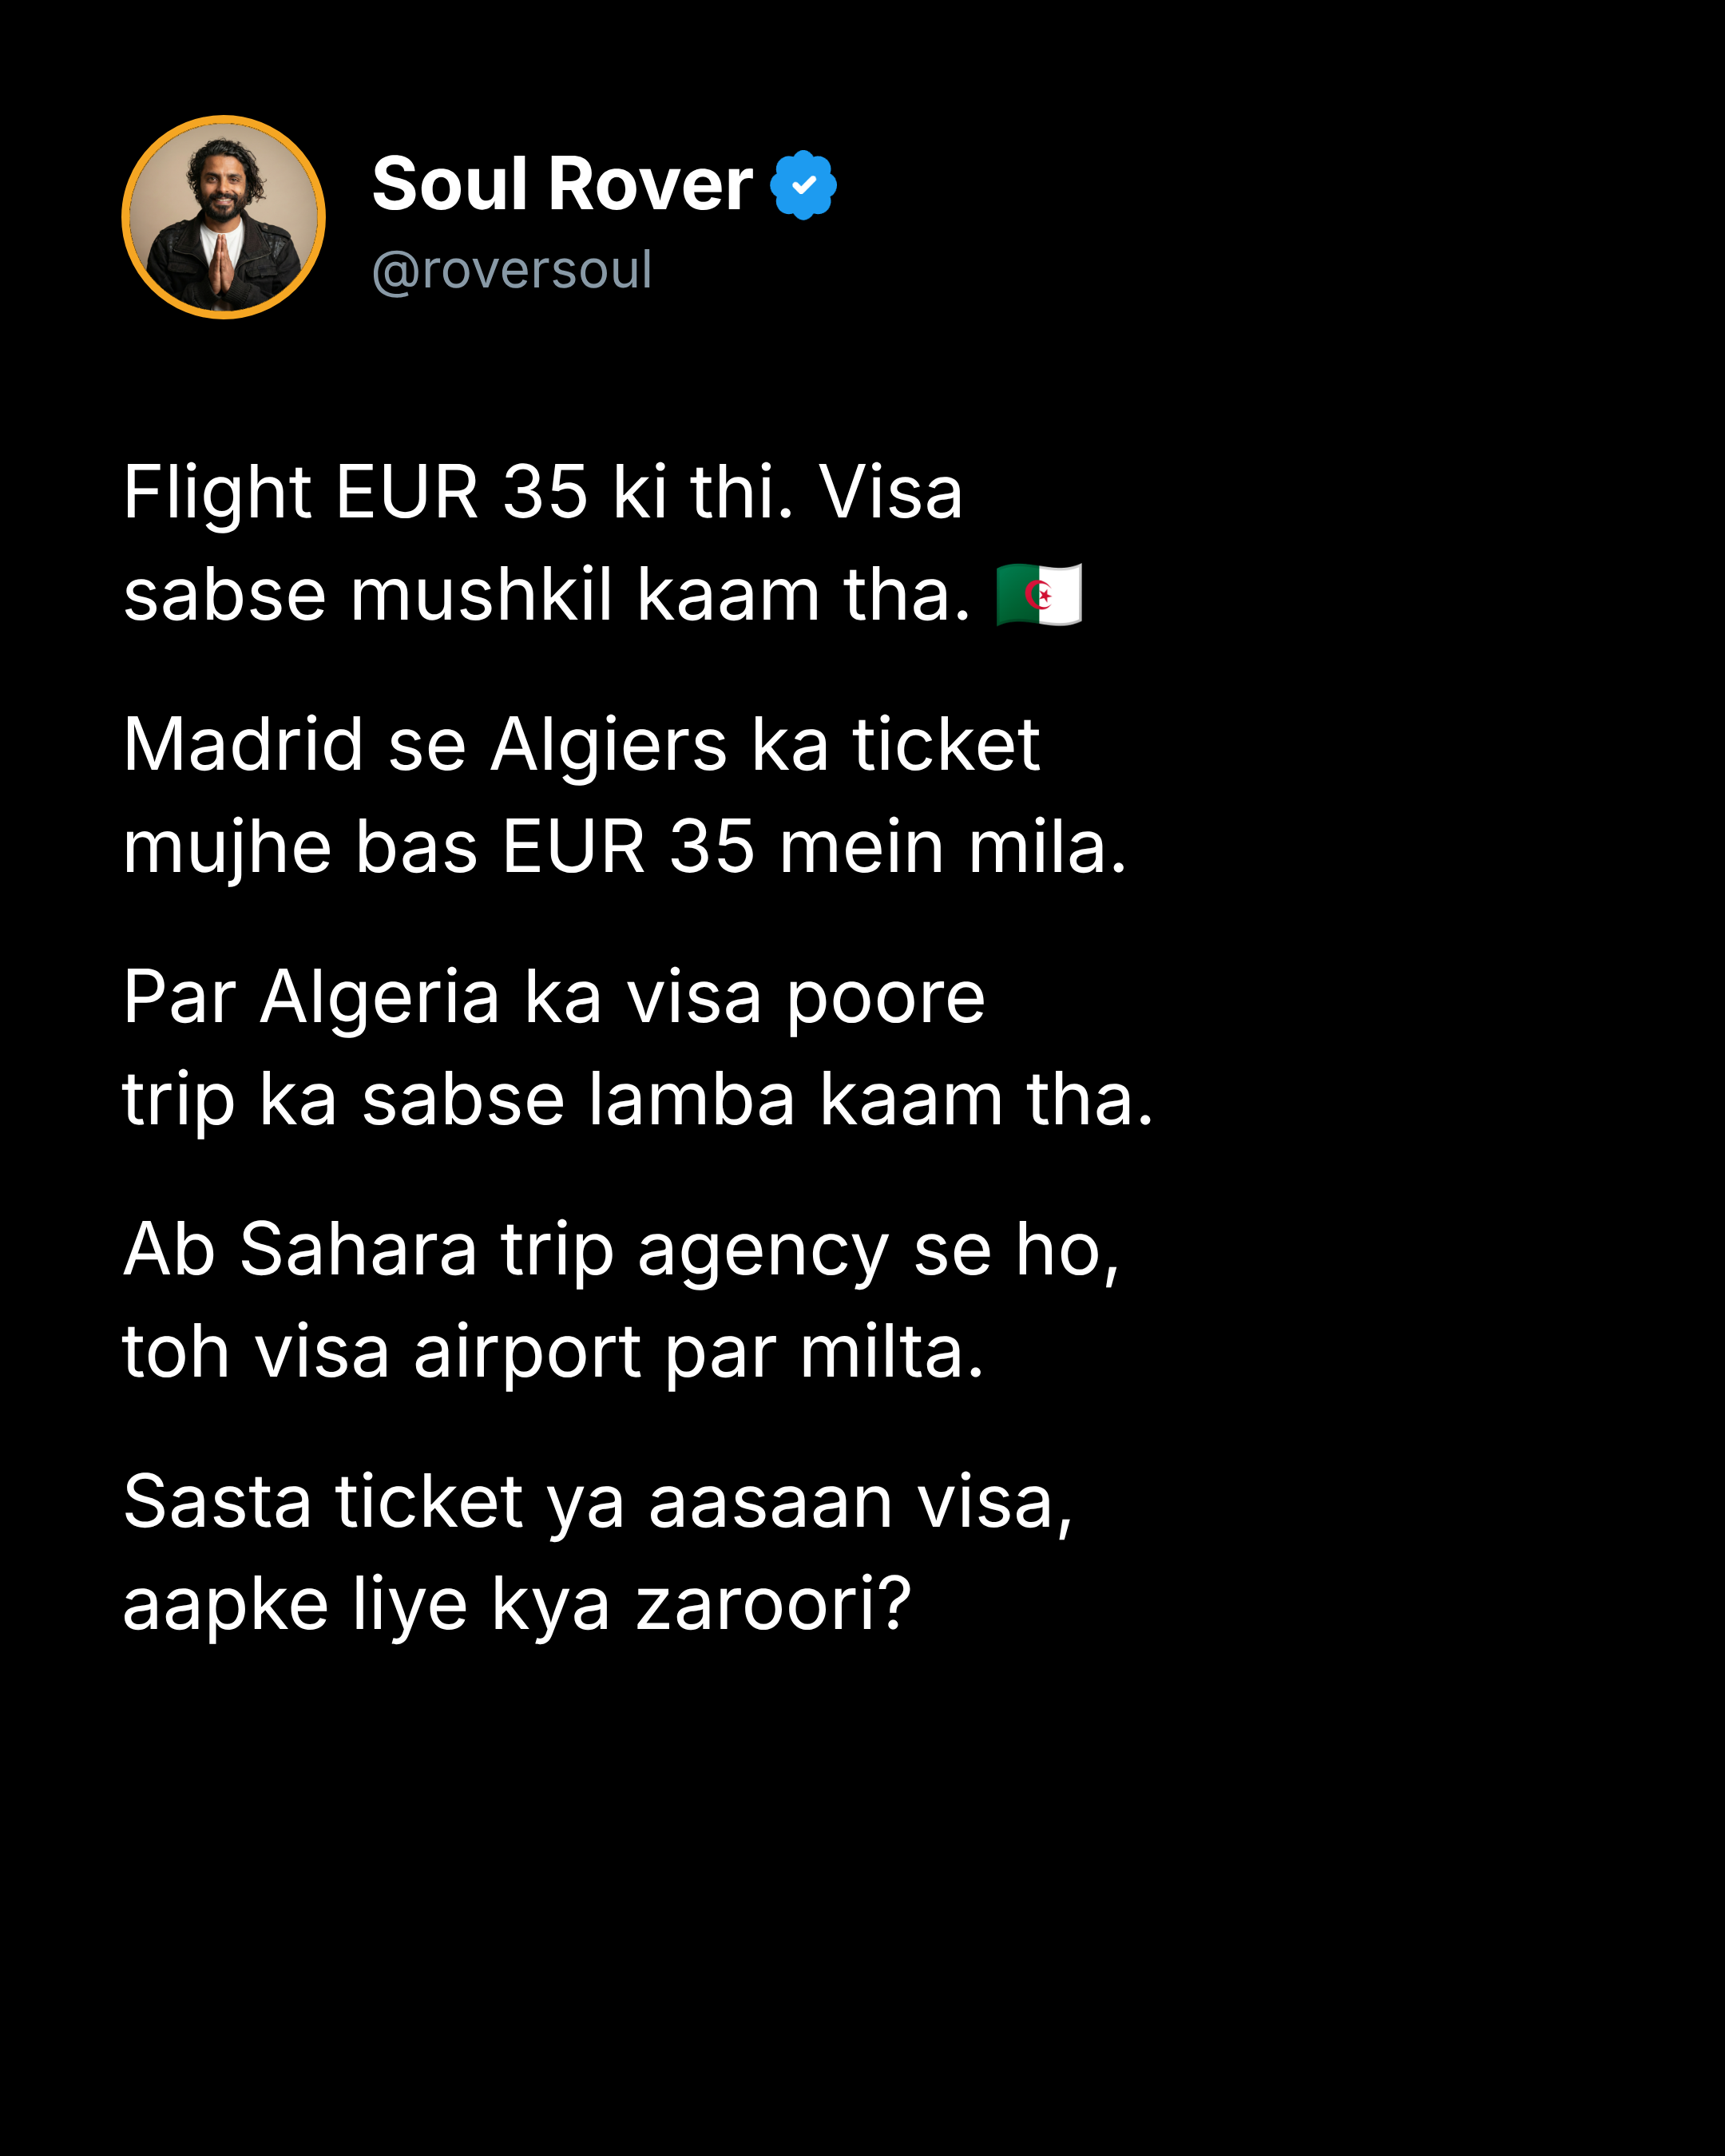 Soul Rover
@roversoul
Flight EUR 35 ki thi. Visa
sabse mushkil kaam tha. 🇩🇿
Madrid se Algiers ka ticket
mujhe bas EUR 35 mein mila.
Par Algeria ka visa poore
trip ka sabse lamba kaam tha.
Ab Sahara trip agency se ho,
toh visa airport par milta.
Sasta ticket ya aasaan visa,
aapke liye kya zaroori?